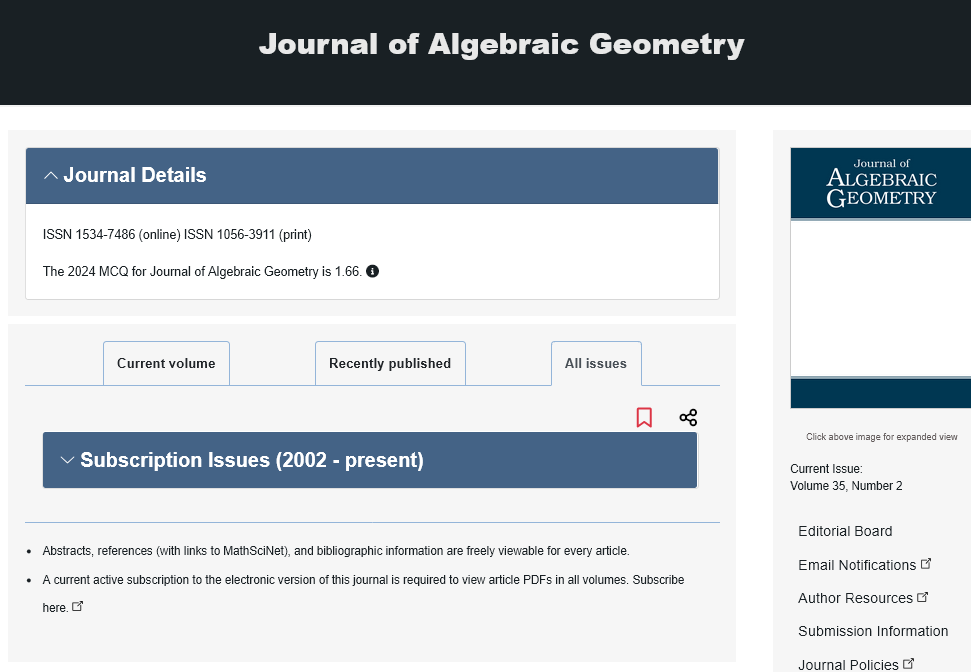 Journal of Algebraic Geometry
Journal Details
ISSN 1534-7486 (online) ISSN 1056-3911 (print)
The 2024 MCQ for Journal of Algebraic Geometry is 1.66.
Current volume
Recently published
All issues
Subscription Issues (2002 - present)
Abstracts, references (with links to MathSciNet), and bibliographic information are freely viewable for every article.
A current active subscription to the electronic version of this journal is required to view article PDFs in all volumes. Subscribe
here.
Journal of
ALGEBRAIC
GEOMETRY
Click above image for expanded view
Current Issue:
Volume 35, Number 2
Editorial Board
Email Notifications
Author Resources
Submission Information
Journal Policies